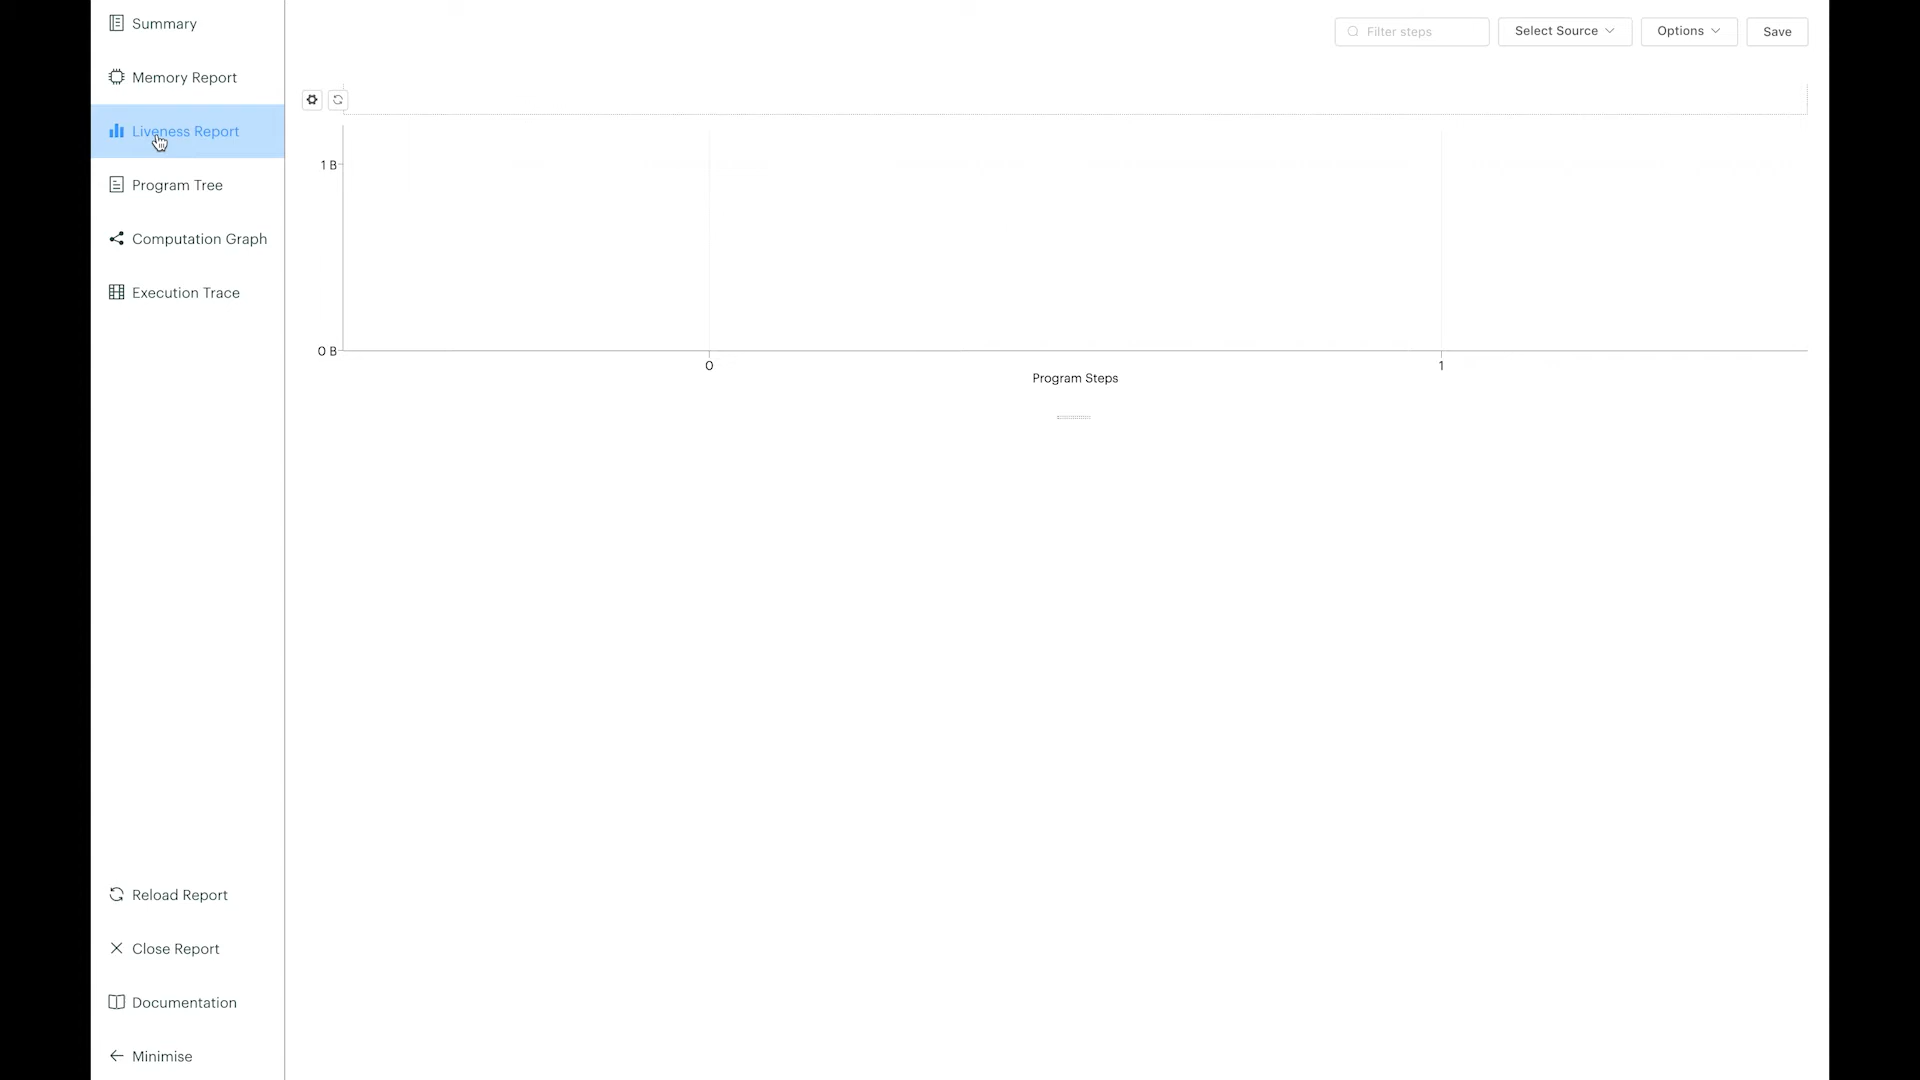 Summary
Memory Report
Liveness Report
Program Tree
Computation Graph
Execution Trace
Reload Report
Close Report
Documentation
Minimise
Filter steps
Select Source
Options
Save
1 B
0 B
0
1
Program Steps